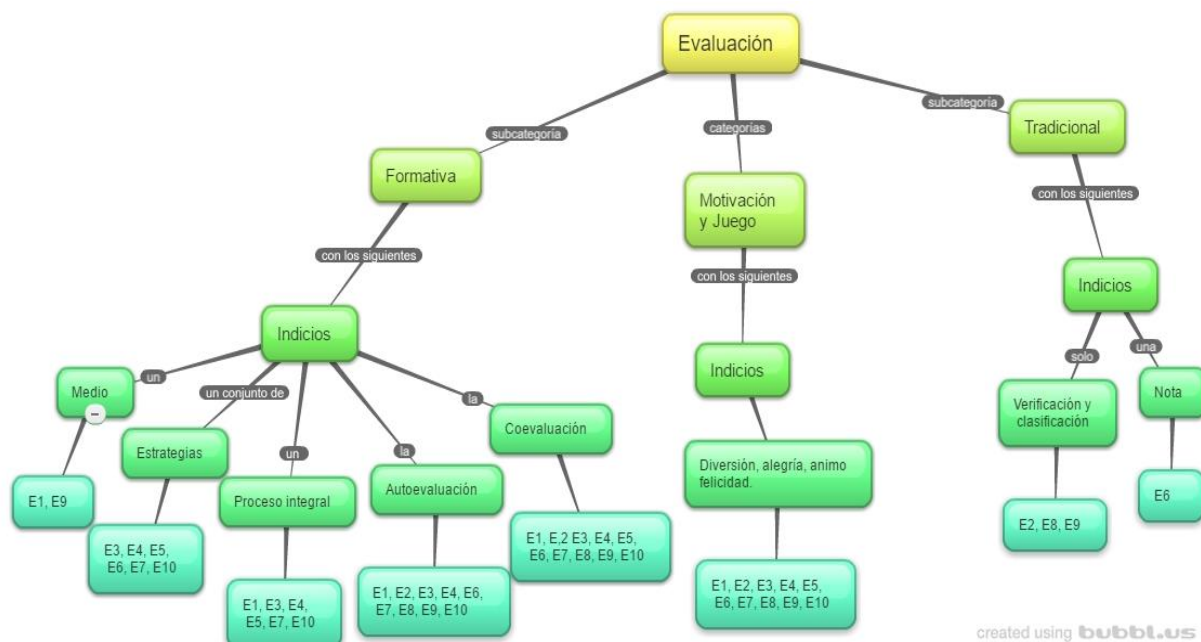 Evaluación
subcategoría
categorías
subcategoría
Formativa
Motivación
y Juego
Tradicional
con los siguientes
con los siguientes
con los siguientes
Indicios
Indicios
Indicios
un
un conjunto de
un
la
la
solo
una
Medio
Estrategias
Proceso integral
Autoevaluación
Coevaluación
Diversión, alegría, animo
felicidad.
Verificación y
clasificación
Nota
E1, E9
E3, E4, E5,
E6, E7, E10
E1, E3, E4,
E5, E7, E10
E1, E2, E3, E4, E6,
E7, E8, E9, E10
E1, E,2 E3, E4, E5,
E6, E7, E8, E9, E10
E1, E2, E3, E4, E5,
E6, E7, E8, E9, E10
E2, E8, E9
E6
created using bubbl.us